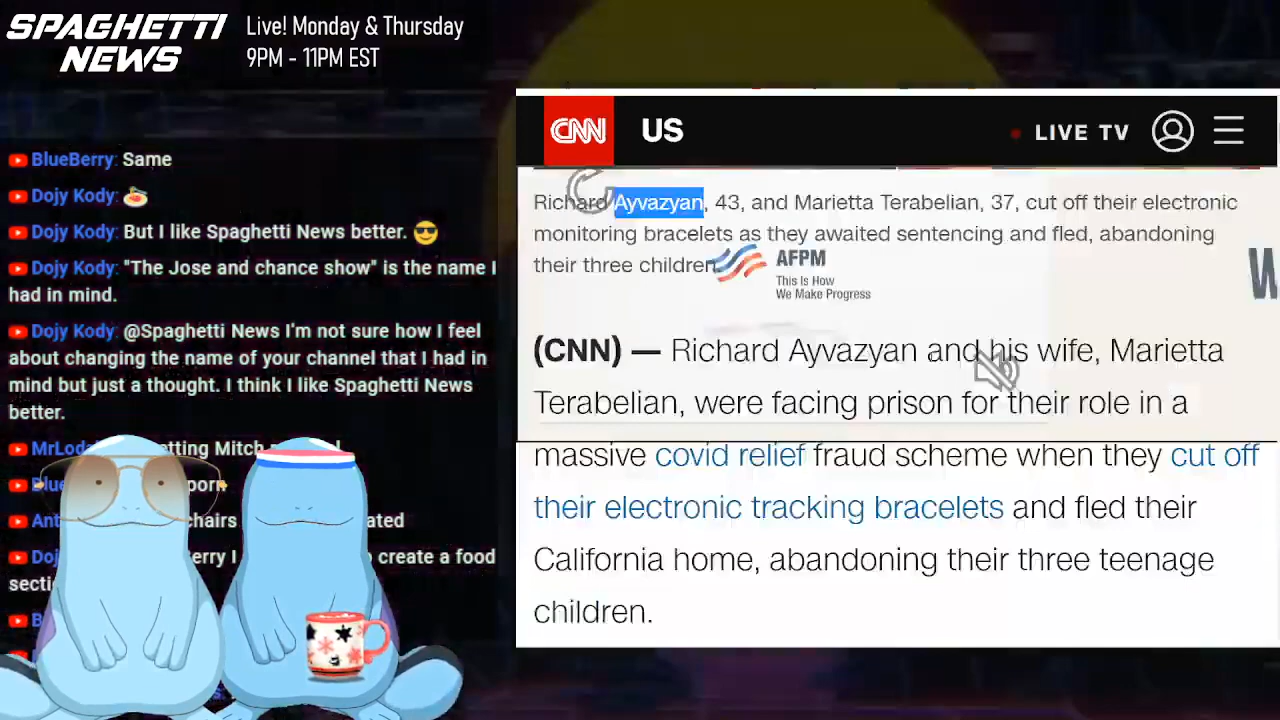 SPAGHETTI
NEWS
Live! Monday & Thursday
9PM - 11PM EST
BlueBerry: Same
Dojy Kody:
Dojy Kody: But I like Spaghetti News better.
Dojy Kody: "The Jose and chance show" is the name I
had in mind.
Dojy Kody: @Spaghetti News I'm not sure how I feel
about changing the name of your channel that I had in
mind but just a thought. I think I like Spaghetti News
better.
CNN US LIVE TV
Richard Ayvazyan, 43, and Marietta Terabelian, 37, cut off their electronic
monitoring bracelets as they awaited sentencing and fled, abandoning
their three children.
AFPM
This Is How
We Make Progress
W
(CNN) — Richard Ayvazyan and his wife, Marietta
Terabelian, were facing prison for their role in a
massive covid relief fraud scheme when they cut off
their electronic tracking bracelets and fled their
California home, abandoning their three teenage
children.